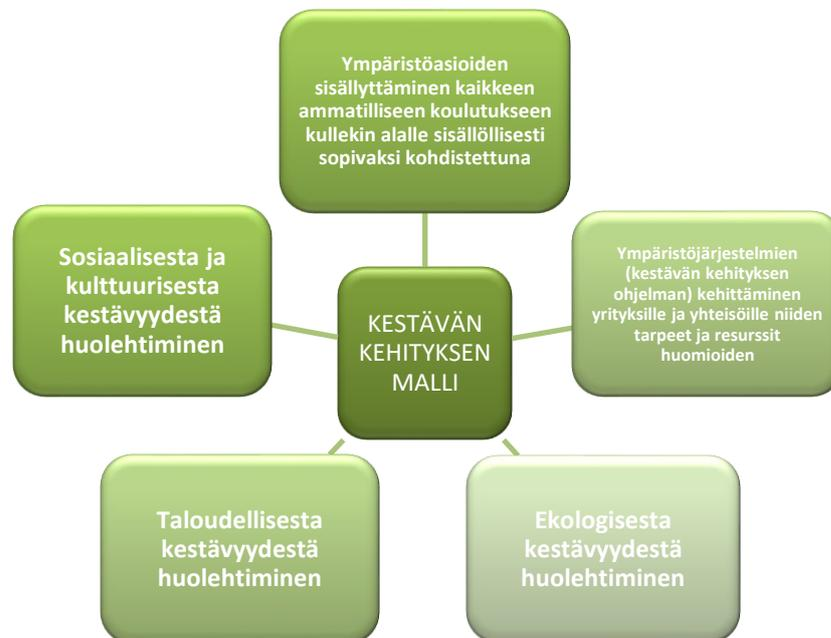 Ympäristöasioiden
sisällyttäminen kaikkeen
ammatilliseen koulutukseen
kullekin alalle sisällöllisesti
sopivaksi kohdistettuna
Sosiaalisesta ja
kulttuurisesta
kestävyydestä
huolehtiminen
KESTÄVÄN
KEHITYKSEN
MALLI
Ympäristöjärjestelmien
(kestävän kehityksen
ohjelman) kehittäminen
yrityksille ja yhteisöille niiden
tarpeet ja resurssit
huomioiden
Taloudellisesta
kestävyydestä
huolehtiminen
Ekologisesta
kestävyydestä
huolehtiminen